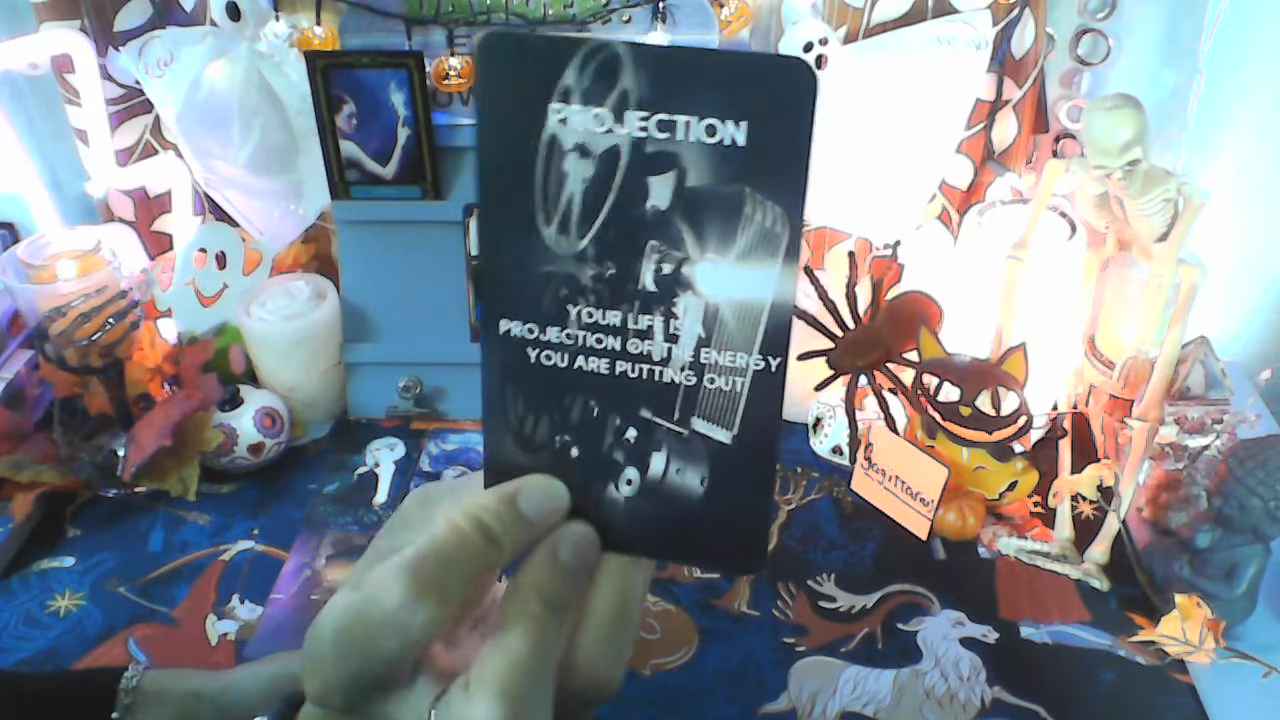 PROJECTION
YOUR LIFE IS A
PROJECTION OF THE ENERGY
YOU ARE PUTTING OUT
Sagittarius